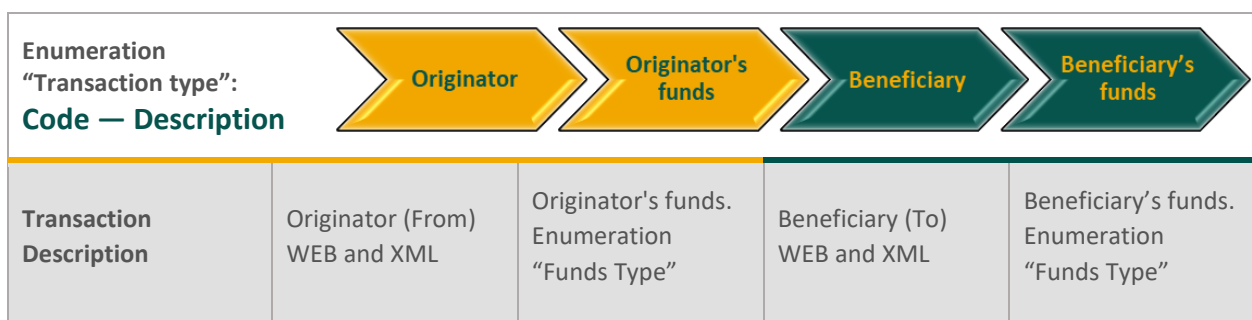 Enumeration
“Transaction type”:
Code — Description
Originator
Originator's
funds
Beneficiary
Beneficiary’s
funds
Transaction
Description
Originator (From)
WEB and XML
Originator's funds.
Enumeration
“Funds Type”
Beneficiary (To)
WEB and XML
Beneficiary’s funds.
Enumeration
“Funds Type”